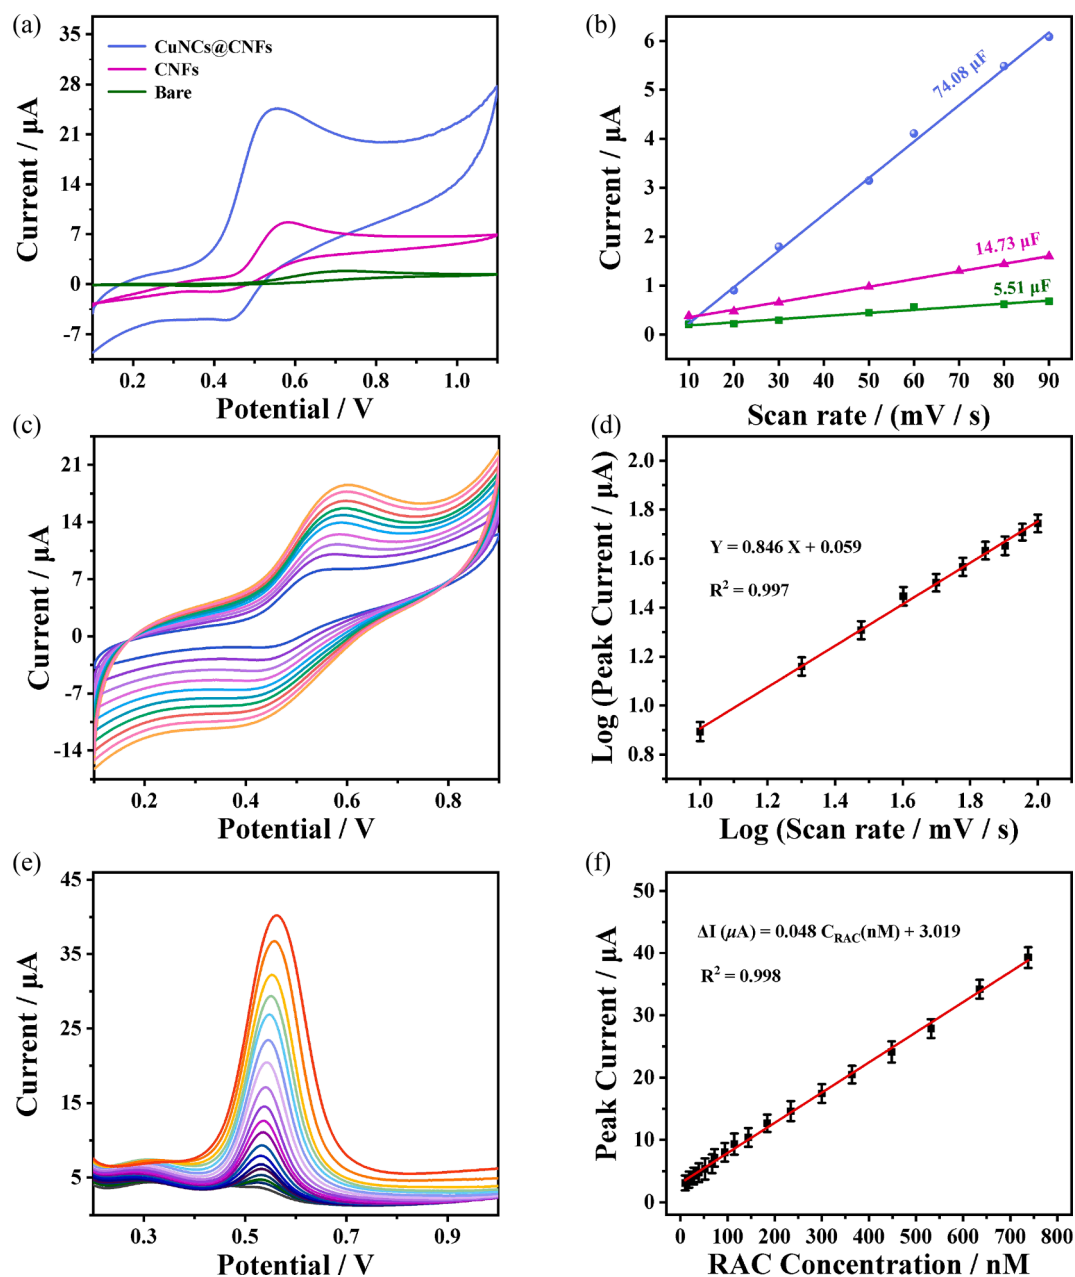 (a)
35
28
21
14
7
0
-7
Current / µA
CuNCs@CNFs
CNFs
Bare
0.2 0.4 0.6 0.8 1.0
Potential / V
(b)
6
5
4
3
2
1
0
Current / µA
74.08 µF
14.73 µF
5.51 µF
10 20 30 40 50 60 70 80 90
Scan rate / (mV / s)
(c)
21
14
7
0
-7
-14
Current / µA
0.2 0.4 0.6 0.8
Potential / V
(d)
2.0
1.8
1.6
1.4
1.2
1.0
0.8
Log (Peak Current / µA)
Y = 0.846 X + 0.059
R² = 0.997
1.0 1.2 1.4 1.6 1.8 2.0
Log (Scan rate / mV / s)
(e)
45
35
25
15
5
Current / µA
0.3 0.5 0.7 0.9
Potential / V
(f)
50
40
30
20
10
0
Peak Current / µA
ΔI (µA) = 0.048 C_RAC(nM) + 3.019
R² = 0.998
0 100 200 300 400 500 600 700 800
RAC Concentration / nM